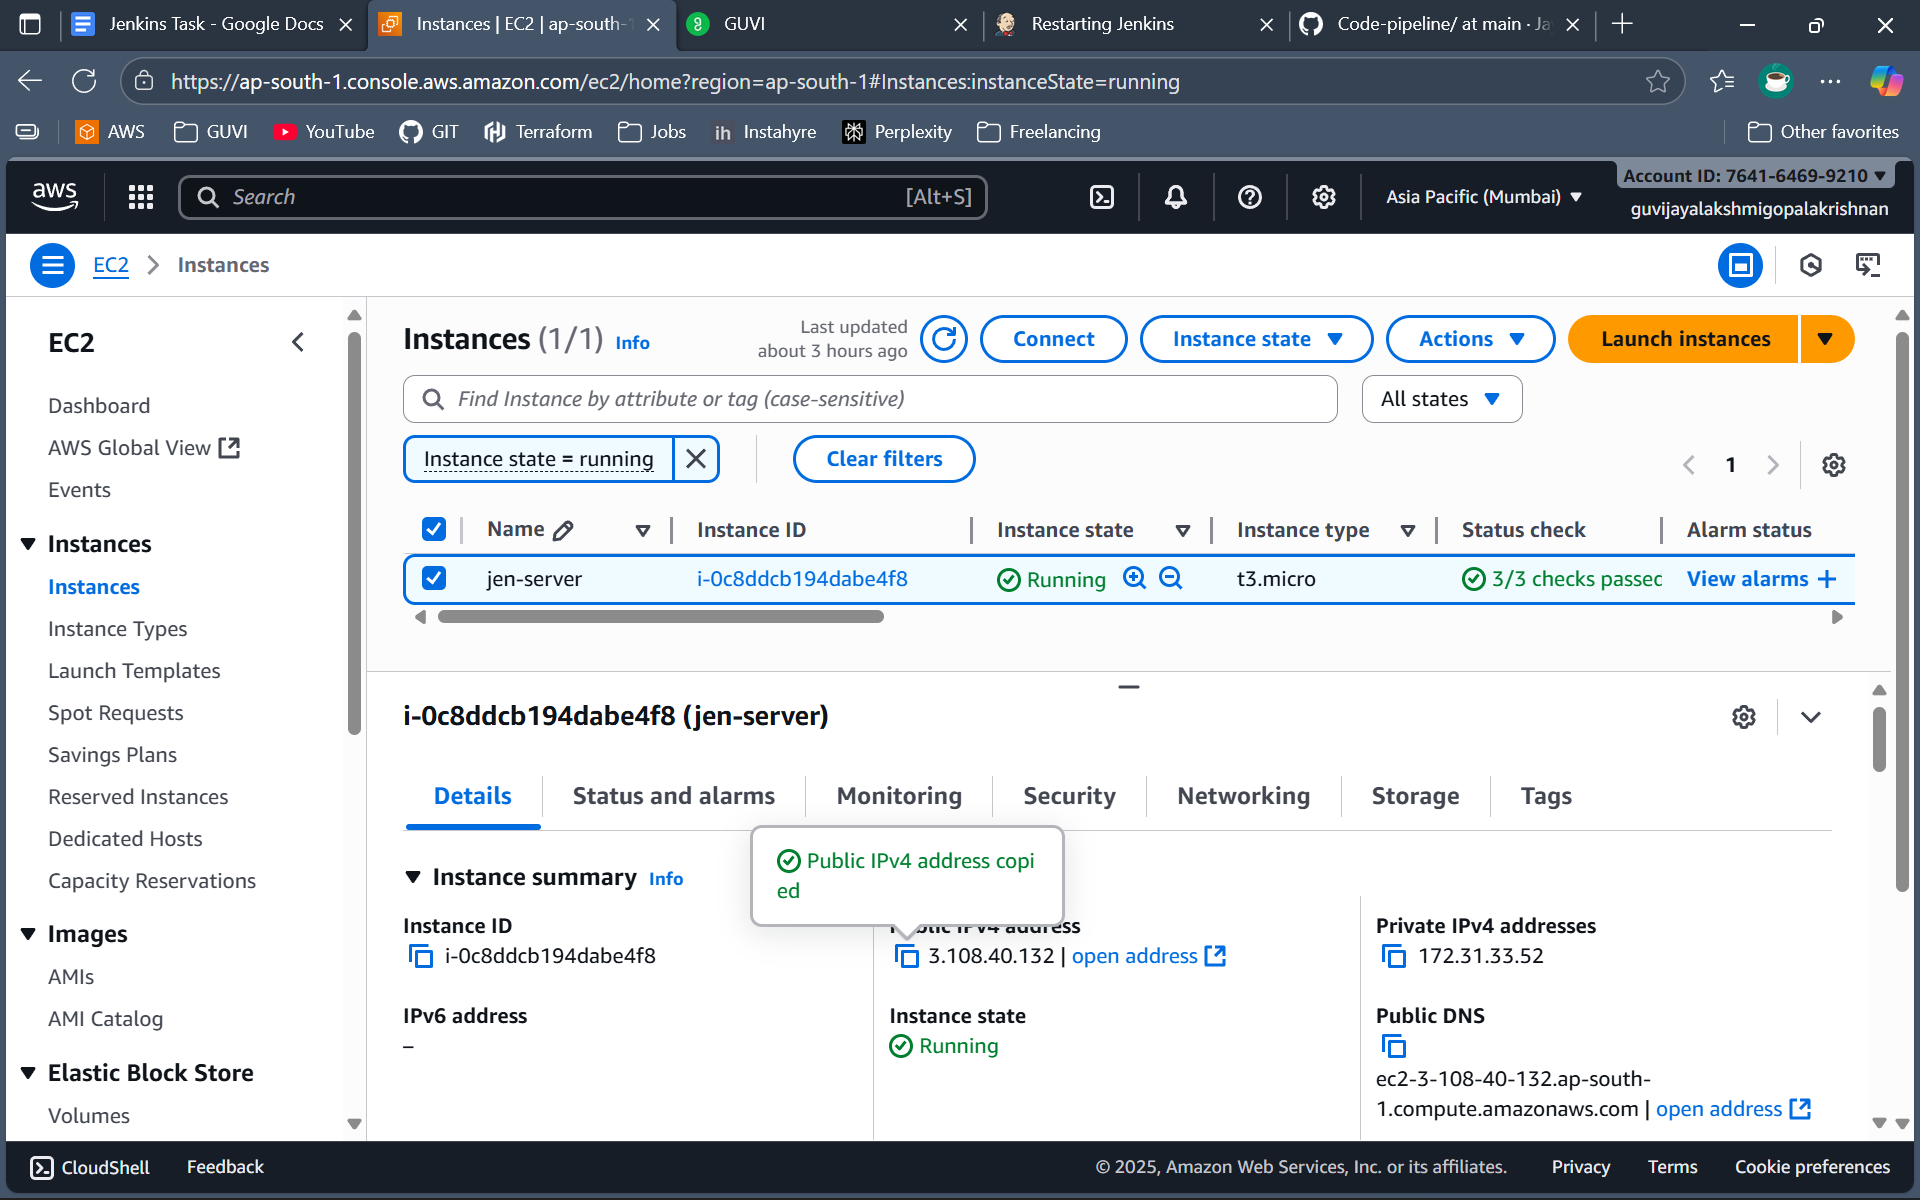 Jenkins Task - Google Docs
Instances | EC2 | ap-south-1
GUVI
Restarting Jenkins
Code-pipeline/ at main · Ja
https://ap-south-1.console.aws.amazon.com/ec2/home?region=ap-south-1#Instances:instanceState=running
AWS
GUVI
YouTube
GIT
Terraform
Jobs
ih Instahyre
Perplexity
Freelancing
Other favorites
aws
Search
[Alt+S]
Asia Pacific (Mumbai)
Account ID: 7641-6469-9210
guvijayalakshmigopalakrishnan
EC2
Instances
EC2
Dashboard
AWS Global View
Events
Instances
Instances
Instance Types
Launch Templates
Spot Requests
Savings Plans
Reserved Instances
Dedicated Hosts
Capacity Reservations
Images
AMIs
AMI Catalog
Elastic Block Store
Volumes
Instances (1/1) Info
Last updated
about 3 hours ago
Connect
Instance state
Actions
Launch instances
Find Instance by attribute or tag (case-sensitive)
All states
Instance state = running
Clear filters
1
Name
Instance ID
Instance state
Instance type
Status check
Alarm status
jen-server
i-0c8ddcb194dabe4f8
Running
t3.micro
3/3 checks passed
View alarms +
i-0c8ddcb194dabe4f8 (jen-server)
Details
Status and alarms
Monitoring
Security
Networking
Storage
Tags
Instance summary Info
Public IPv4 address copi
ed
Instance ID
i-0c8ddcb194dabe4f8
Public IPv4 address
3.108.40.132 | open address
Private IPv4 addresses
172.31.33.52
IPv6 address
–
Instance state
Running
Public DNS
ec2-3-108-40-132.ap-south-
1.compute.amazonaws.com | open address
CloudShell
Feedback
© 2025, Amazon Web Services, Inc. or its affiliates.
Privacy
Terms
Cookie preferences